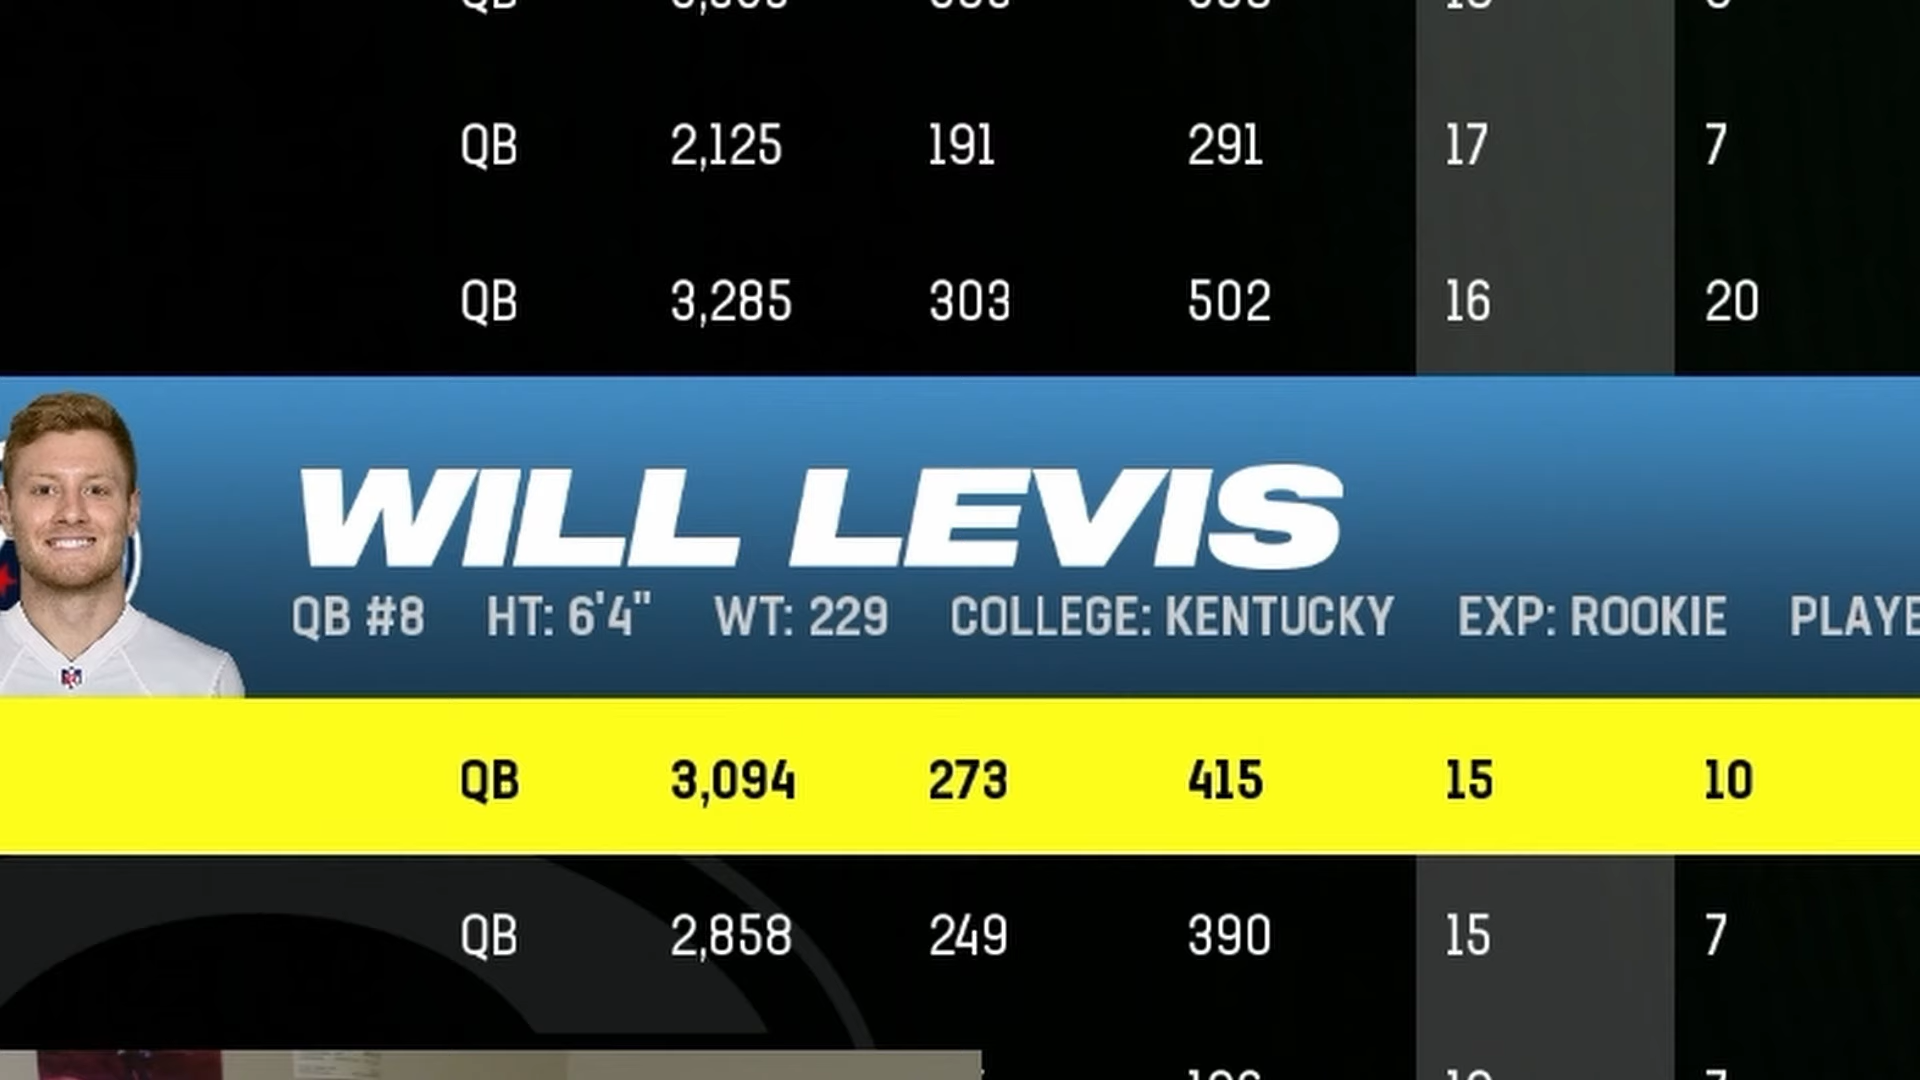 QB 2,125 191 291 17 7
QB 3,285 303 502 16 20
WILL LEVIS
QB #8 HT: 6'4" WT: 229 COLLEGE: KENTUCKY EXP: ROOKIE
QB 3,094 273 415 15 10
QB 2,858 249 390 15 7